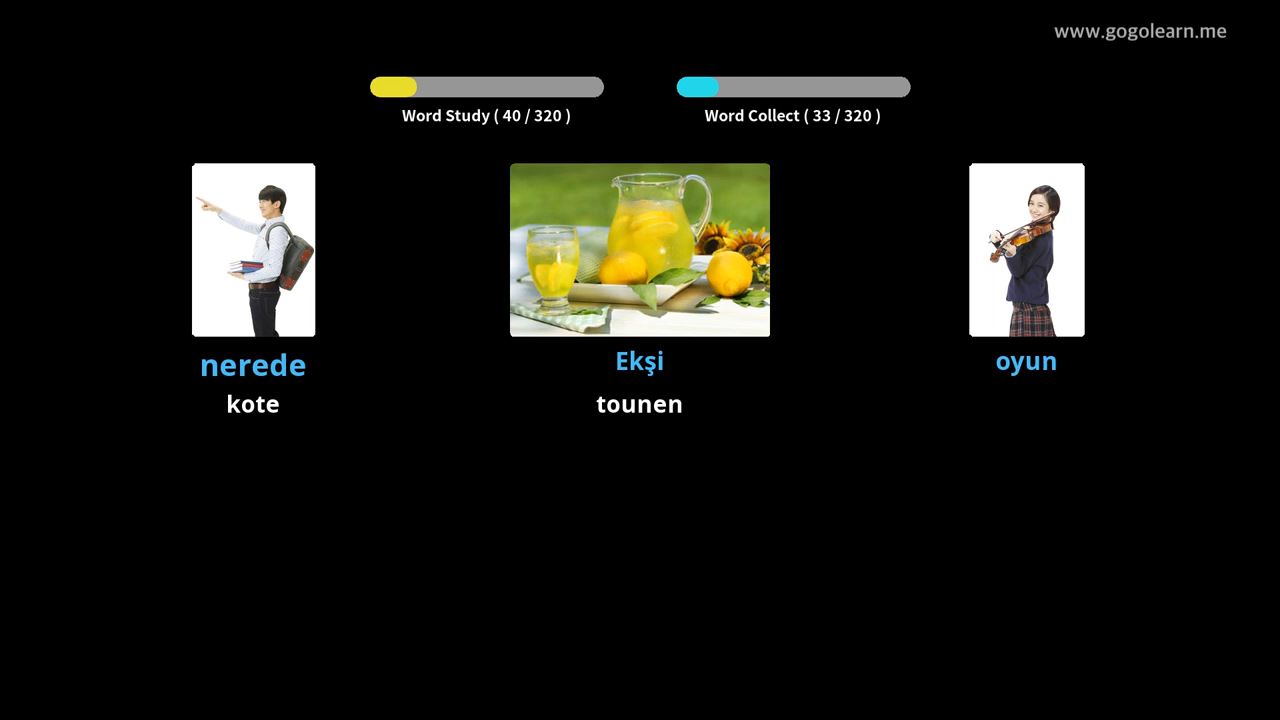 www.gogolearn.me
Word Study ( 40 / 320 )
Word Collect ( 33 / 320 )
nerede
Ekşi
oyun
kote
tounen